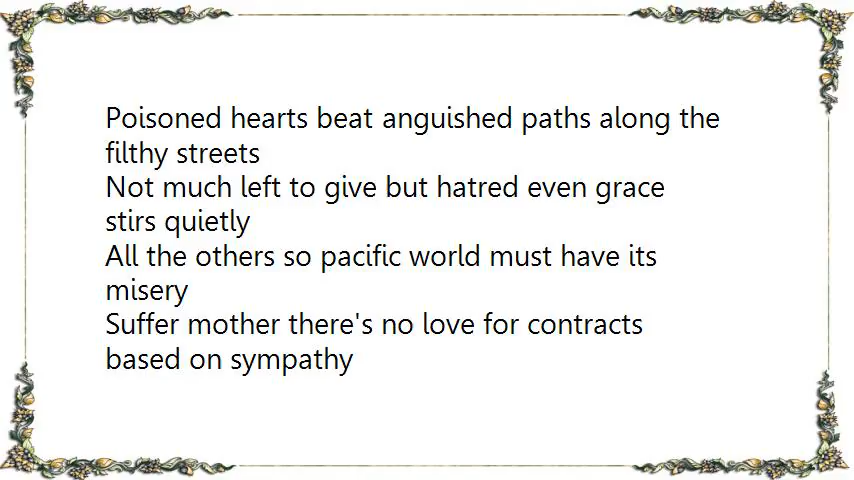 Poisoned hearts beat anguished paths along the
filthy streets
Not much left to give but hatred even grace
stirs quietly
All the others so pacific world must have its
misery
Suffer mother there's no love for contracts
based on sympathy